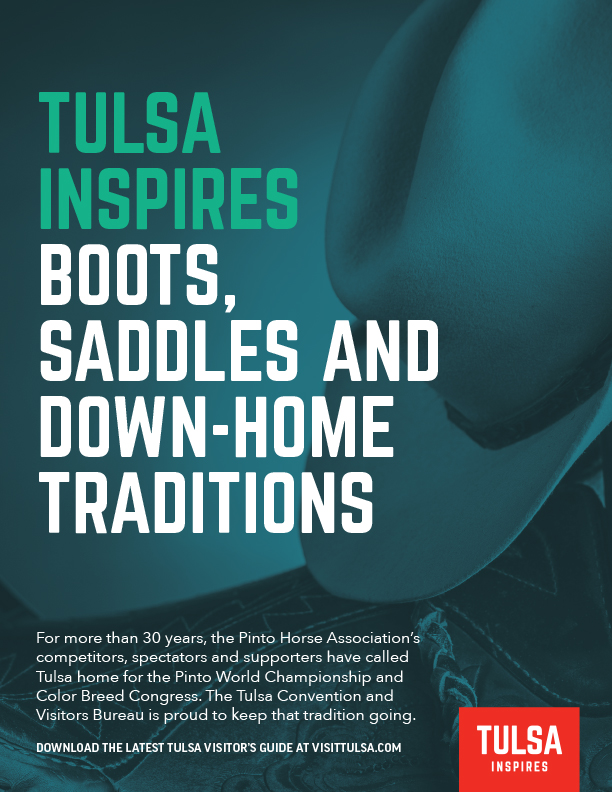 TULSA
INSPIRES
BOOTS,
SADDLES AND
DOWN-HOME
TRADITIONS
For more than 30 years, the Pinto Horse Association’s
competitors, spectators and supporters have called
Tulsa home for the Pinto World Championship and
Color Breed Congress. The Tulsa Convention and
Visitors Bureau is proud to keep that tradition going.
DOWNLOAD THE LATEST TULSA VISITOR'S GUIDE AT VISITTULSA.COM
TULSA
INSPIRES